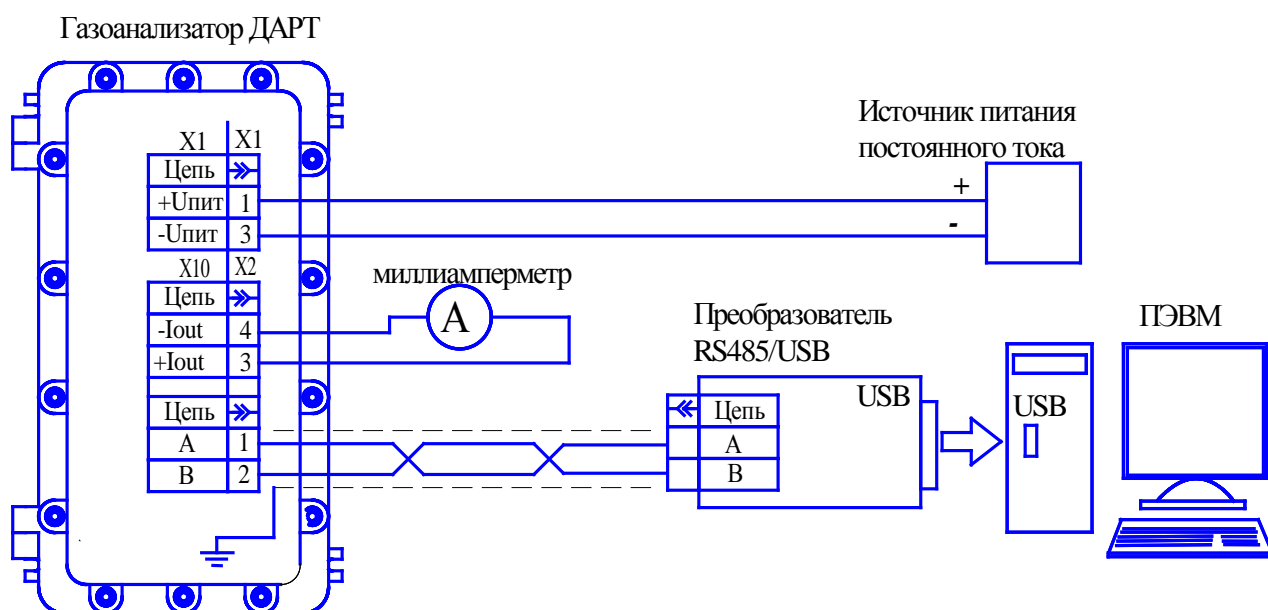 Газоанализатор ДАРТ
Источник питания
постоянного тока
X1 X1
Цепь
+Uпит 1
-Uпит 3
+
-
X10 X2
Цепь
-Iout 4
+Iout 3
Цепь
A 1
B 2
миллиамперметр
A
Преобразователь
RS485/USB
USB
Цепь
A
B
ПЭВМ
USB